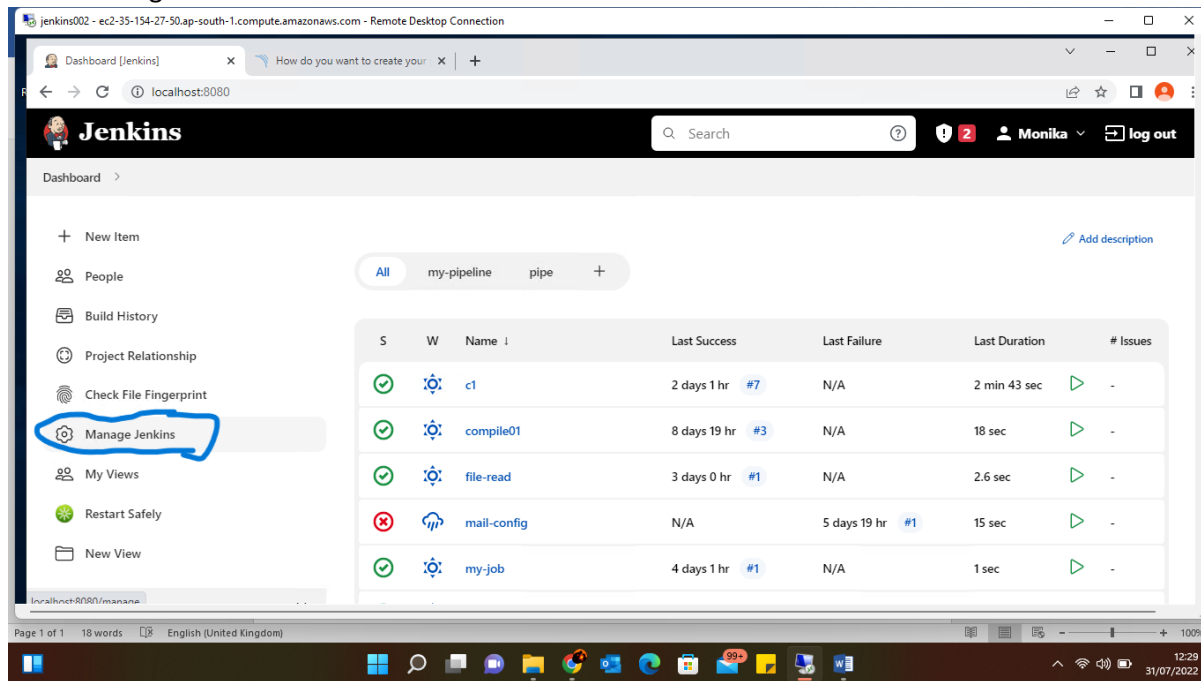 jenkins002 - ec2-35-154-27-50.ap-south-1.compute.amazonaws.com - Remote Desktop Connection
Dashboard [Jenkins]
How do you want to create your
localhost:8080
Jenkins
Search
2
Monika
log out
Dashboard
New Item
People
Build History
Project Relationship
Check File Fingerprint
Manage Jenkins
My Views
Restart Safely
New View
localhost:8080/manage
Add description
All my-pipeline pipe +
S W Name ↓ Last Success Last Failure Last Duration # Issues
c1 2 days 1 hr #7 N/A 2 min 43 sec -
compile01 8 days 19 hr #3 N/A 18 sec -
file-read 3 days 0 hr #1 N/A 2.6 sec -
mail-config N/A 5 days 19 hr #1 15 sec -
my-job 4 days 1 hr #1 N/A 1 sec -
Page 1 of 1 18 words English (United Kingdom)
99+
12:29
31/07/2022